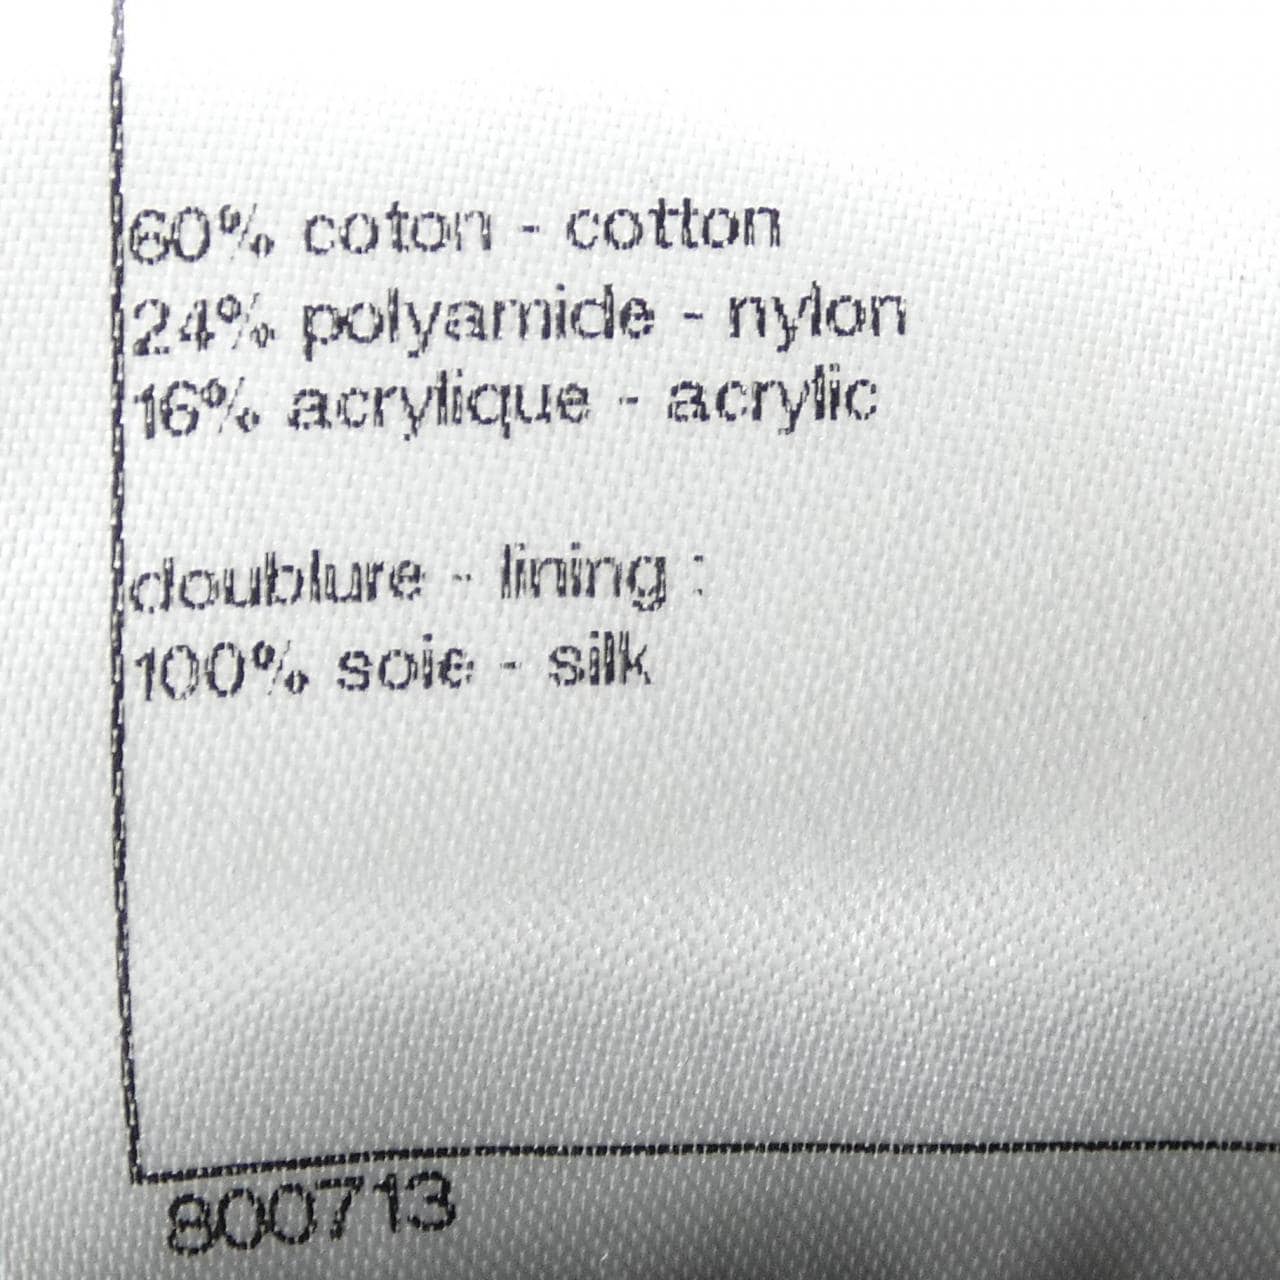 60% coton - cotton
24% polyamide - nylon
16% acrylique - acrylic
doublure - lining :
100% soie - silk
800713